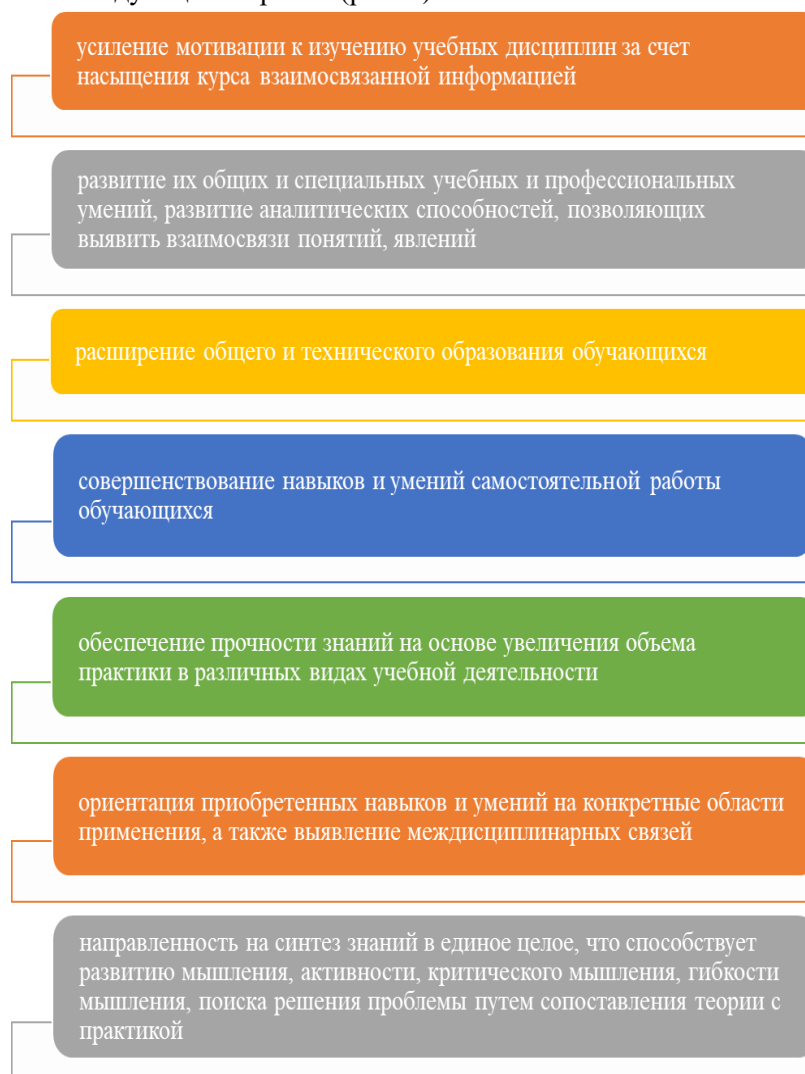 усиление мотивации к изучению учебных дисциплин за счет
насыщения курса взаимосвязанной информацией
развитие их общих и специальных учебных и профессиональных
умений, развитие аналитических способностей, позволяющих
выявить взаимосвязи понятий, явлений
расширение общего и технического образования обучающихся
совершенствование навыков и умений самостоятельной работы
обучающихся
обеспечение прочности знаний на основе увеличения объема
практики в различных видах учебной деятельности
ориентация приобретенных навыков и умений на конкретные области
применения, а также выявление междисциплинарных связей
направленность на синтез знаний в единое целое, что способствует
развитию мышления, активности, критического мышления, гибкости
мышления, поиска решения проблемы путем сопоставления теории с
практикой